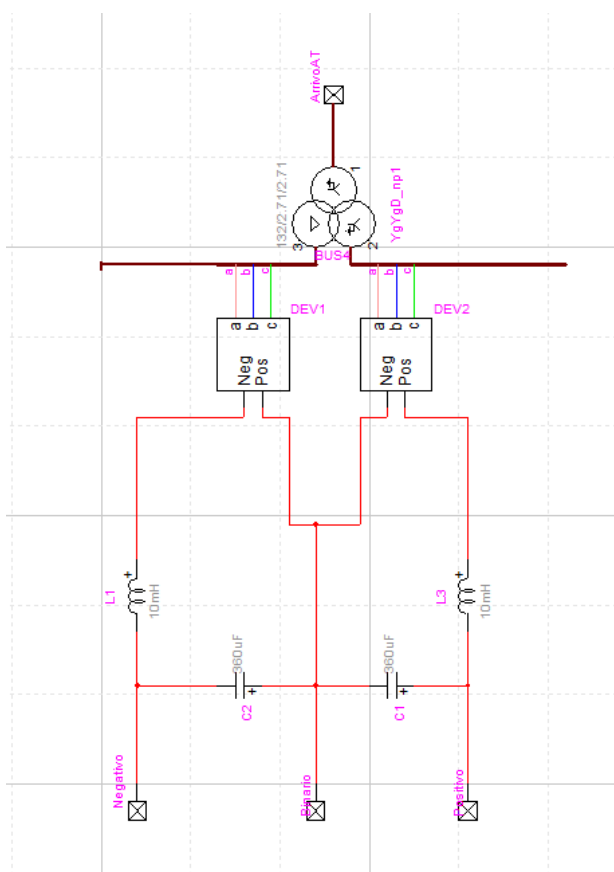 ArrivoAT
1
132/2.71/2.71
YgYgD_np1
3
2
BUS4
a
b
c
a
b
c
DEV1
DEV2
a b c
a b c
Neg
Pos
Neg
Pos
+
+
L1
10mH
L3
10mH
360uF
360uF
+
+
C2
C1
Negativo
Binario
Positivo